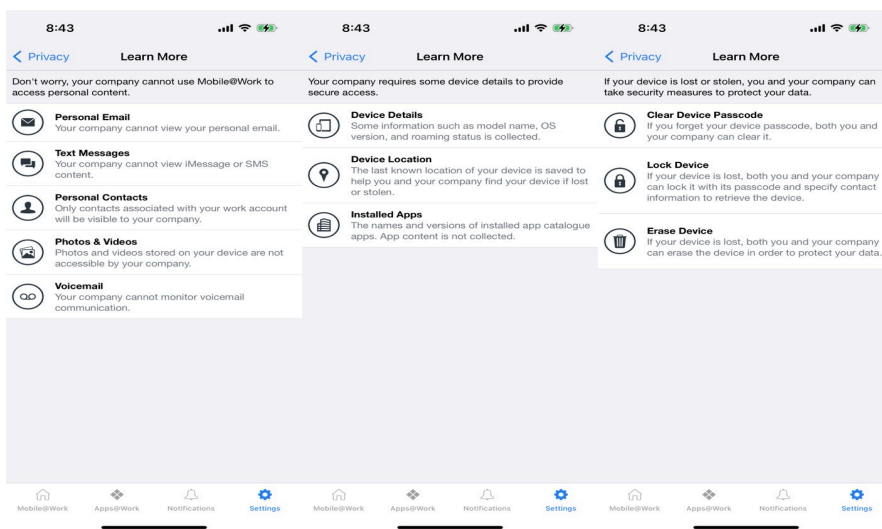 8:43
Privacy
Learn More
Don't worry, your company cannot use Mobile@Work to
access personal content.
Personal Email
Your company cannot view your personal email.
Text Messages
Your company cannot view iMessage or SMS
content.
Personal Contacts
Only contacts associated with your work account
will be visible to your company.
Photos & Videos
Photos and videos stored on your device are not
accessible by your company.
Voicemail
Your company cannot monitor voicemail
communication.
Mobile@Work
Apps@Work
Notifications
Settings
8:43
Privacy
Learn More
Your company requires some device details to provide
secure access.
Device Details
Some information such as model name, OS
version, and roaming status is collected.
Device Location
The last known location of your device is saved to
help you and your company find your device if lost
or stolen.
Installed Apps
The names and versions of installed app catalogue
apps. App content is not collected.
Mobile@Work
Apps@Work
Notifications
Settings
8:43
Privacy
Learn More
If your device is lost or stolen, you and your company can
take security measures to protect your data.
Clear Device Passcode
If you forget your device passcode, both you and
your company can clear it.
Lock Device
If your device is lost, both you and your company
can lock it with its passcode and specify contact
information to retrieve the device.
Erase Device
If your device is lost, both you and your company
can erase the device in order to protect your data.
Mobile@Work
Apps@Work
Notifications
Settings